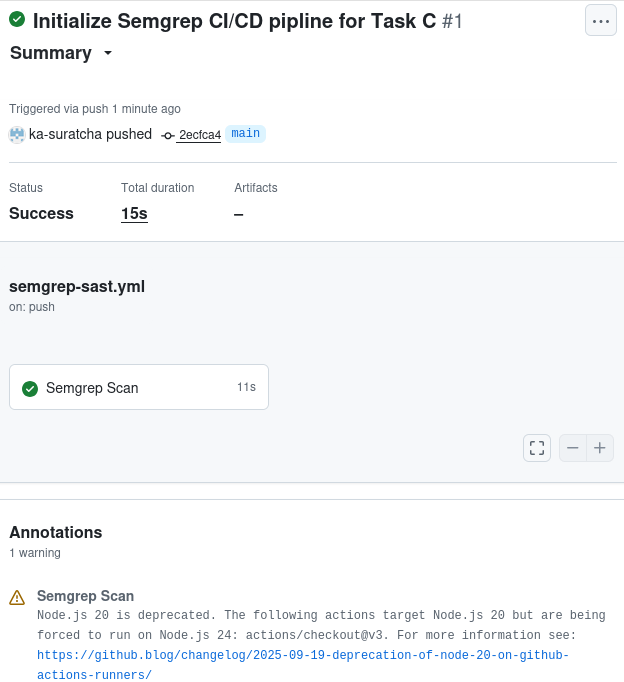 Initialize Semgrep CI/CD pipline for Task C #1
Summary
Triggered via push 1 minute ago
ka-suratcha pushed 2ecfca4 main
Status Total duration Artifacts
Success 15s –
semgrep-sast.yml
on: push
Semgrep Scan 11s
Annotations
1 warning
Semgrep Scan
Node.js 20 is deprecated. The following actions target Node.js 20 but are being
forced to run on Node.js 24: actions/checkout@v3. For more information see:
https://github.blog/changelog/2025-09-19-deprecation-of-node-20-on-github-
actions-runners/